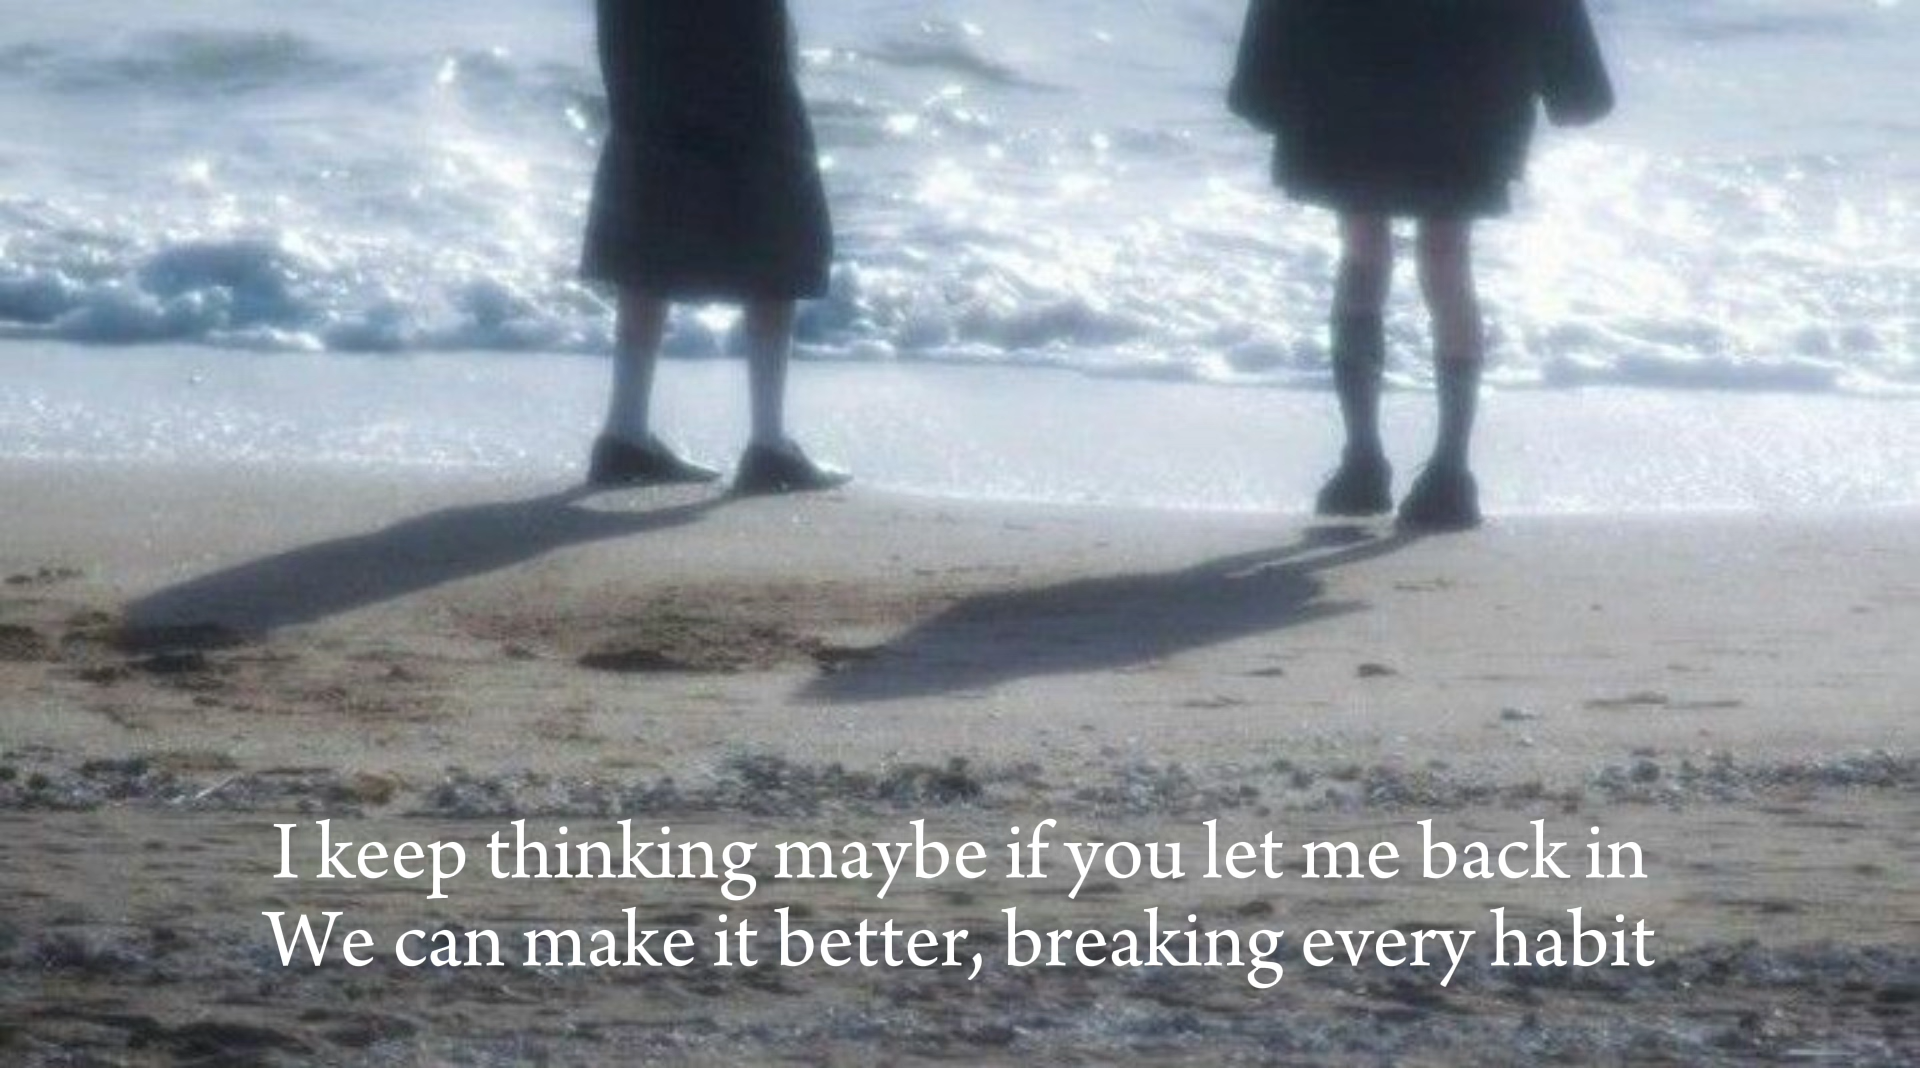 I keep thinking maybe if you let me back in
We can make it better, breaking every habit